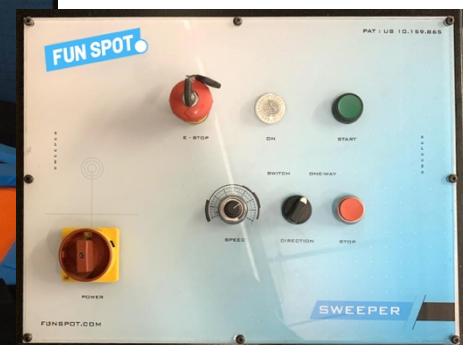 FUN SPOT
PAT : US 10.159.865
E - STOP
ON
START
SWITCH
ONE-WAY
SPEED
DIRECTION
STOP
POWER
SWEEPER
FUNSPOT.COM